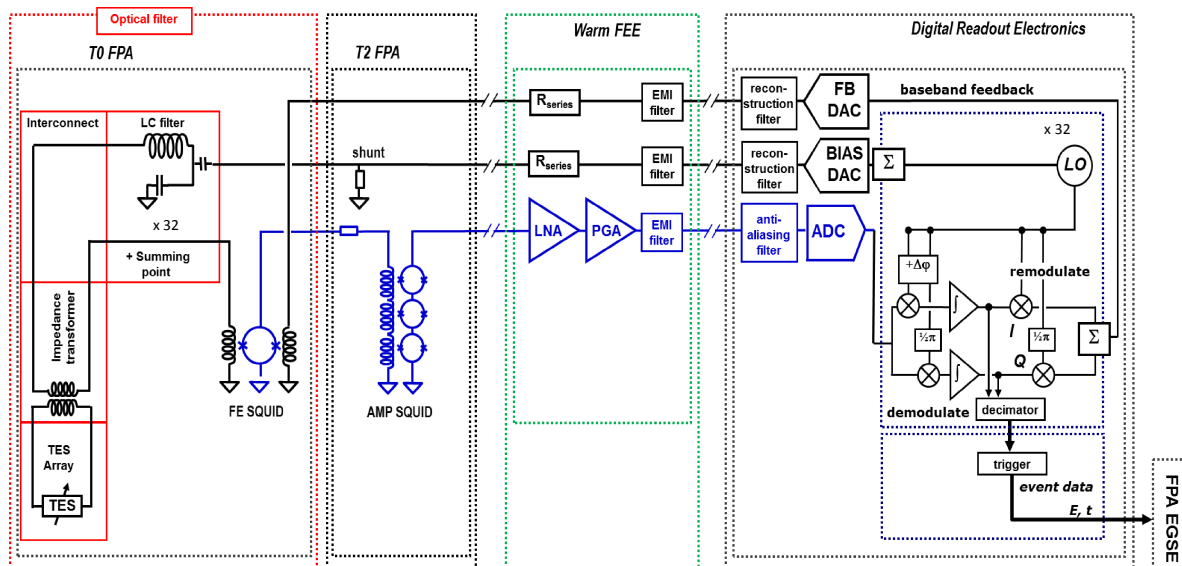 Optical filter
T0 FPA
T2 FPA
Warm FEE
Digital Readout Electronics
Interconnect
LC filter
x 32
+ Summing
point
Impedance
transformer
TES
Array
TES
FE SQUID
shunt
AMP SQUID
Rseries
EMI
filter
Rseries
EMI
filter
LNA
PGA
EMI
filter
recon-
struction
filter
FB
DAC
baseband feedback
recon-
struction
filter
BIAS
DAC
Σ
x 32
LO
anti-
aliasing
filter
ADC
+Δφ
remodulate
∫
I
½π
½π
Σ
∫
Q
demodulate
decimator
trigger
event data
E, t
FPA EGSE